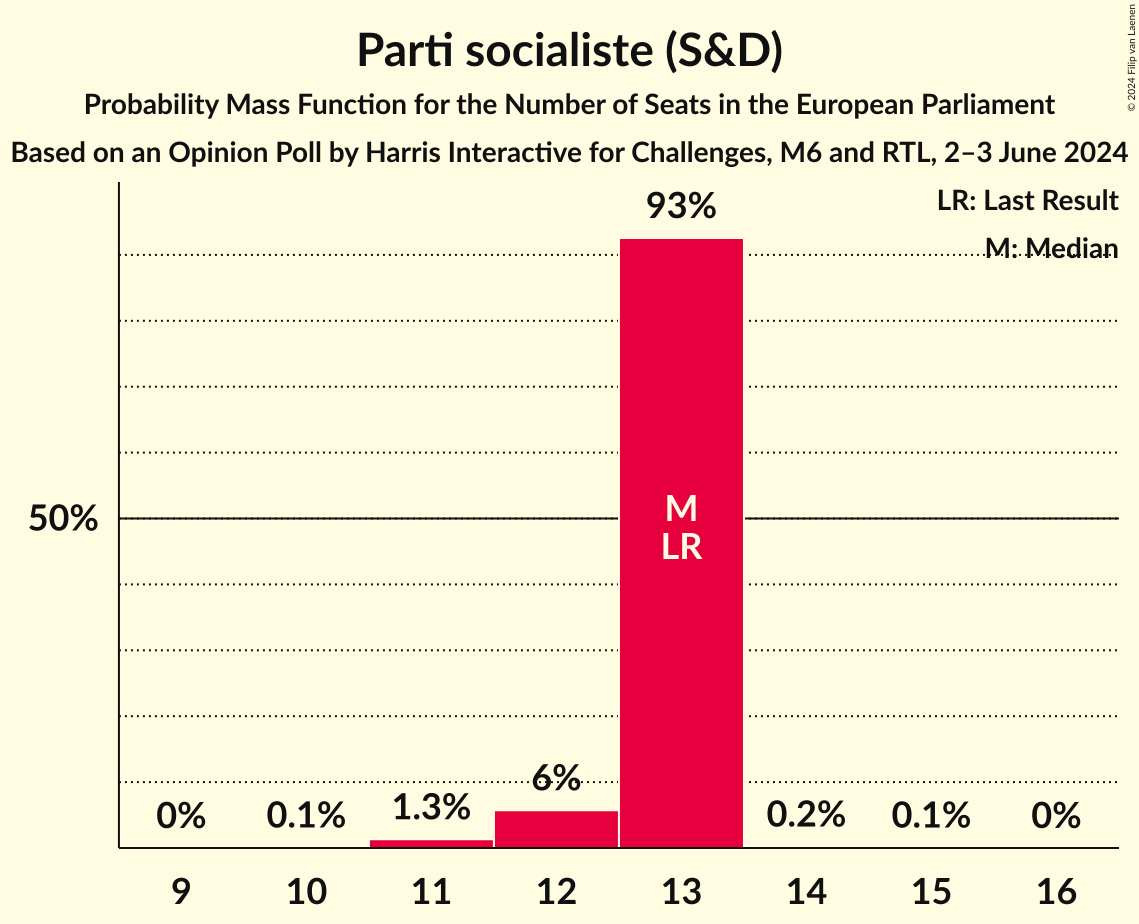 Parti socialiste (S&D)
Probability Mass Function for the Number of Seats in the European Parliament
Based on an Opinion Poll by Harris Interactive for Challenges, M6 and RTL, 2–3 June 2024
© 2024 Filip van Laenen
LR: Last Result
M: Median
93%
50%
M
LR
0%
0.1%
1.3%
6%
0.2%
0.1%
0%
9
10
11
12
13
14
15
16